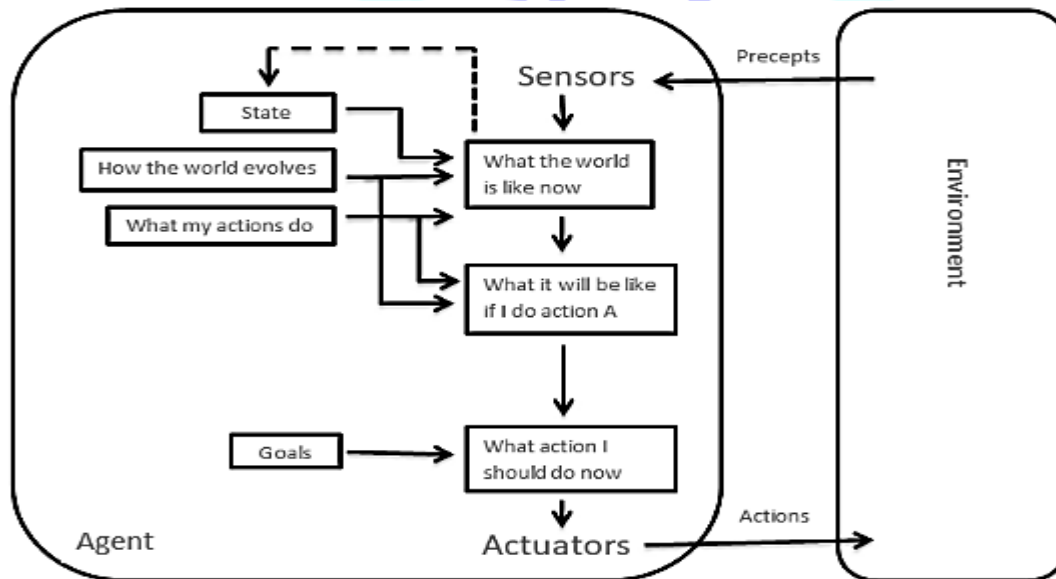 Precepts
Sensors
State
How the world evolves
What the world
is like now
What my actions do
Environment
What it will be like
if I do action A
Goals
What action I
should do now
Actions
Agent
Actuators